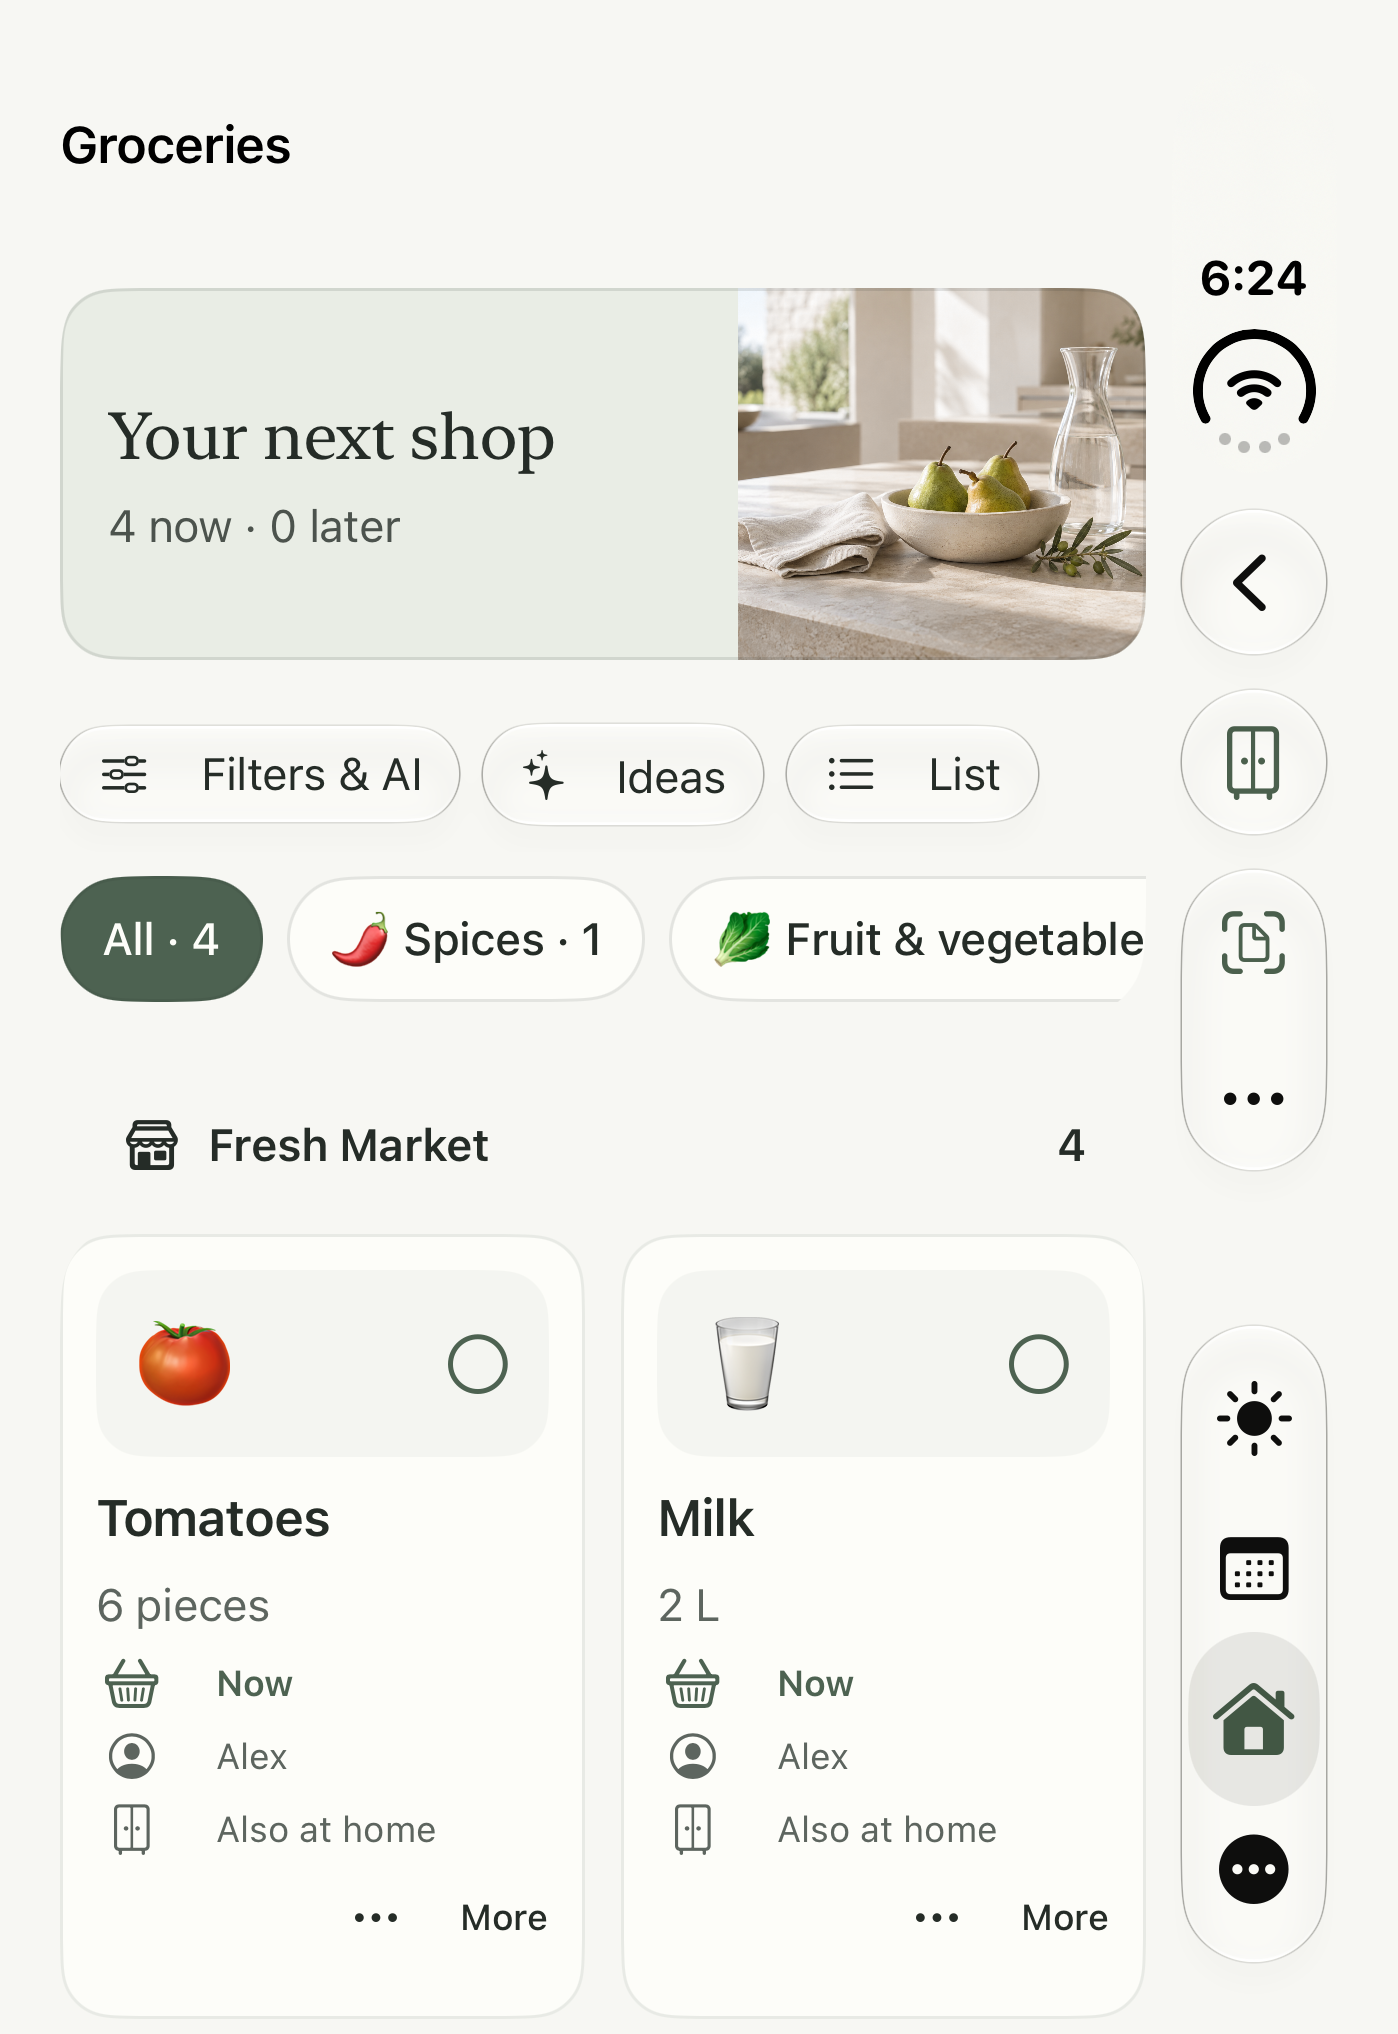 Groceries
6:24
Your next shop
4 now · 0 later
Filters & AI
Ideas
List
All · 4
Spices · 1
Fruit & vegetable
Fresh Market
4
Tomatoes
6 pieces
Now
Alex
Also at home
More
Milk
2 L
Now
Alex
Also at home
More